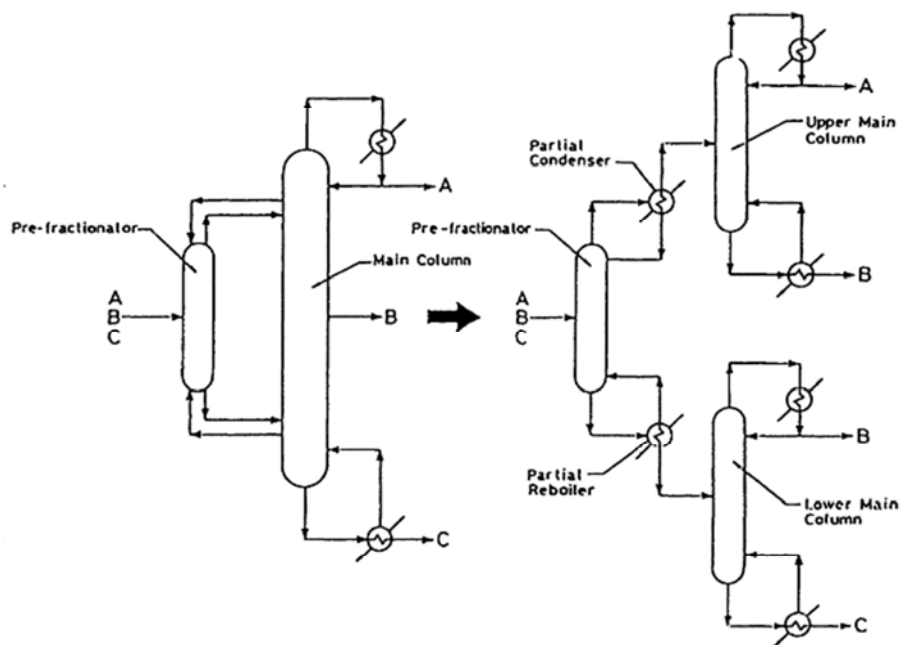 A
Pre-fractionator
Main Column
A
B
C
B
C
A
Upper Main
Column
Partial
Condenser
Pre-fractionator
A
B
C
B
B
Partial
Reboiler
Lower Main
Column
C